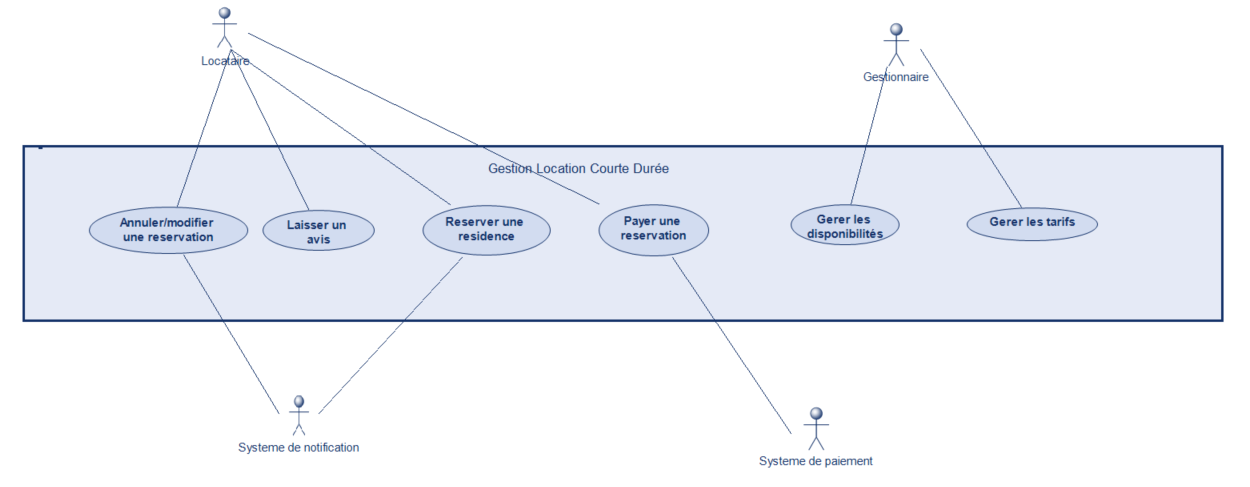 Locataire
Gestionnaire
Gestion Location Courte Durée
Annuler/modifier
une reservation
Laisser un
avis
Reserver une
residence
Payer une
reservation
Gerer les
disponibilités
Gerer les tarifs
Systeme de notification
Systeme de paiement